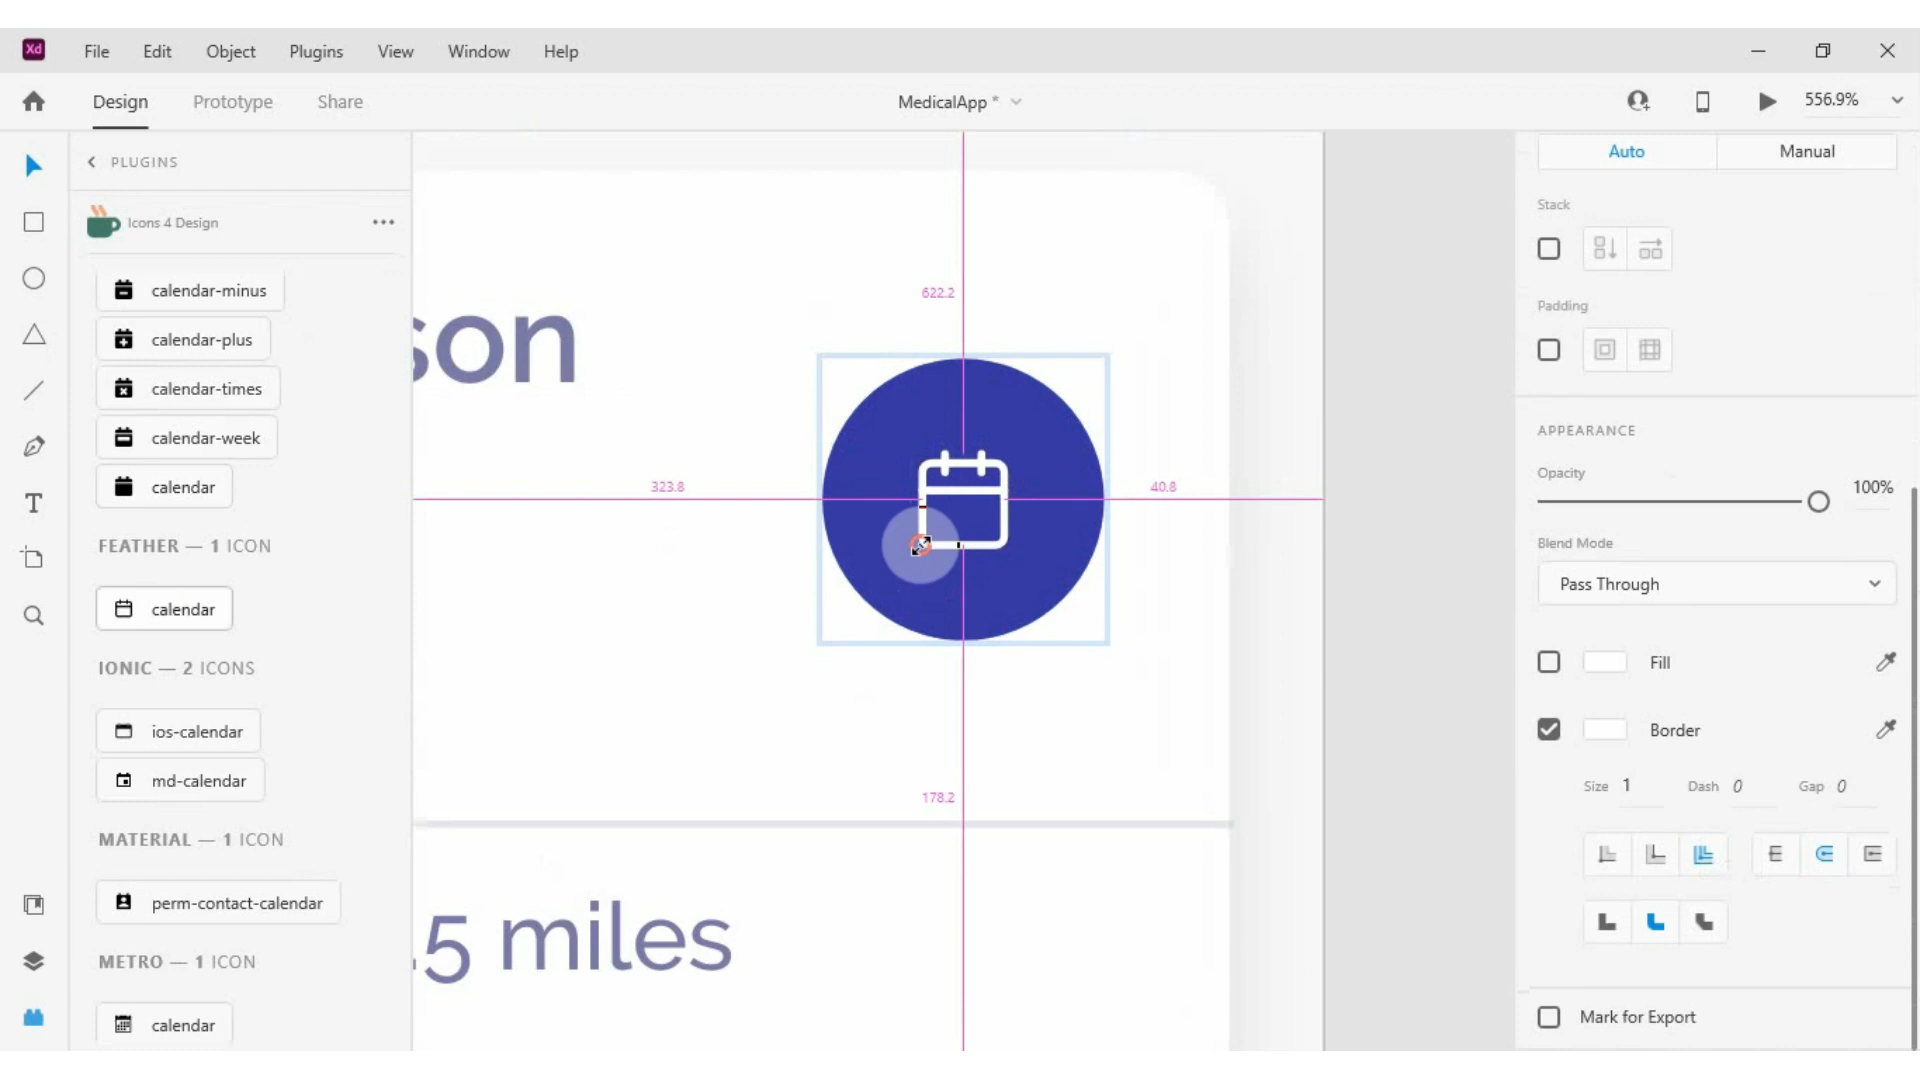 Xd File Edit Object Plugins View Window Help
Design Prototype Share MedicalApp * 556.9%
PLUGINS
Icons 4 Design
calendar-minus
calendar-plus
calendar-times
calendar-week
calendar
FEATHER — 1 ICON
calendar
IONIC — 2 ICONS
ios-calendar
md-calendar
MATERIAL — 1 ICON
perm-contact-calendar
METRO — 1 ICON
calendar
T
son
622.2
323.8
40.8
178.2
.5 miles
Auto Manual
Stack
Padding
APPEARANCE
Opacity
100%
Blend Mode
Pass Through
Fill
Border
Size 1 Dash 0 Gap 0
Mark for Export